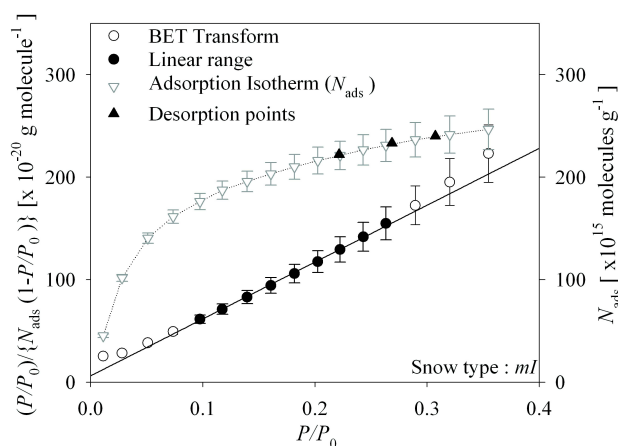 BET Transform
Linear range
Adsorption Isotherm (Nads)
Desorption points
300
200
100
0
300
200
100
0
(P/P0)/{Nads (1-P/P0)} [x 10-20 g molecule-1]
Nads [ x1015 molecules g-1]
Snow type : mI
0.0 0.1 0.2 0.3 0.4
P/P0